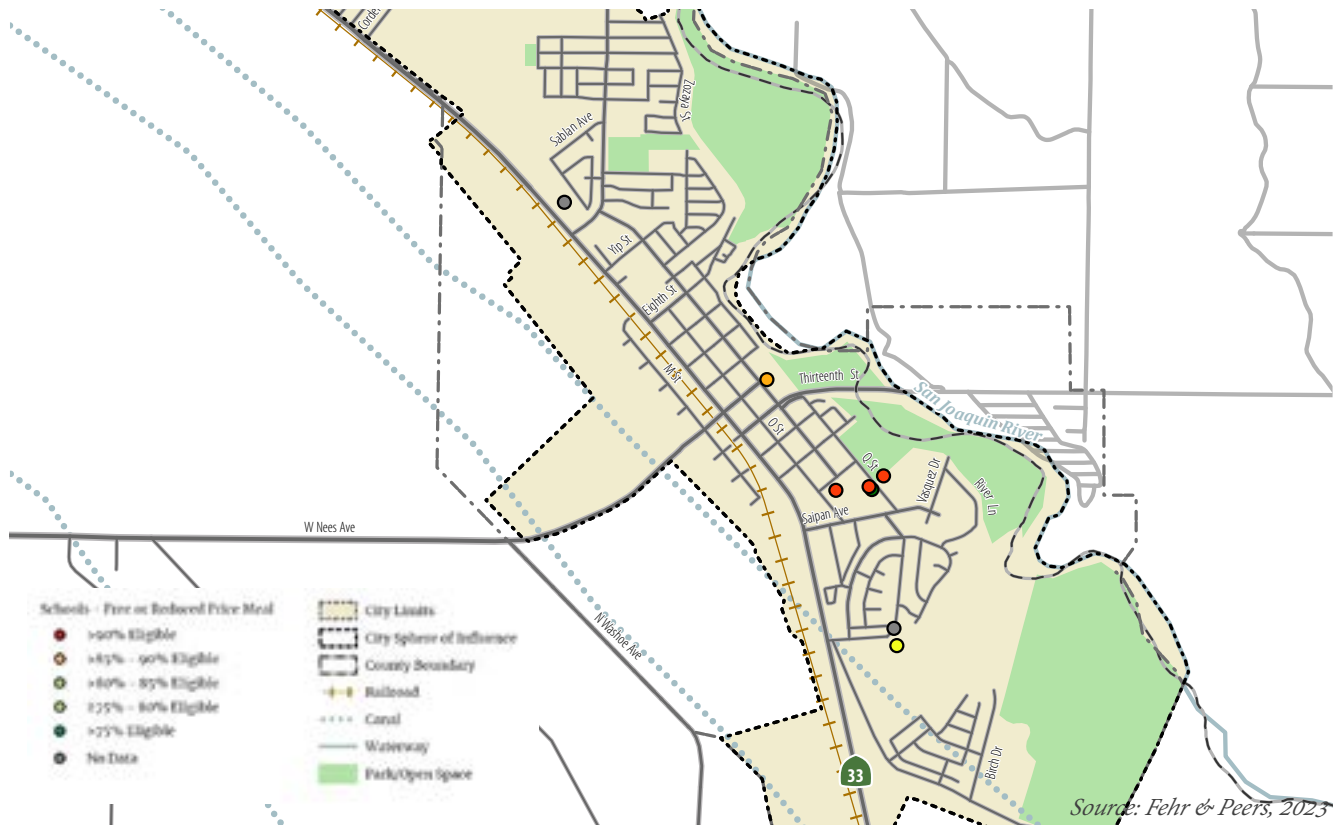 Zozaya St
Sablan Ave
Yip St
Eighth St
M St
Thirteenth St
O St
San Joaquin River
Q St
Vasquez Dr
River Ln
Saipan Ave
W Nees Ave
N Washoe Ave
Birch Dr
33
Schools - Free or Reduced Price Meal
>90% Eligible
>85% - 90% Eligible
>80% - 85% Eligible
≥75% - 80% Eligible
>75% Eligible
No Data
City Limits
City Sphere of Influence
County Boundary
Railroad
Canal
Waterway
Park/Open Space
Source: Fehr & Peers, 2023